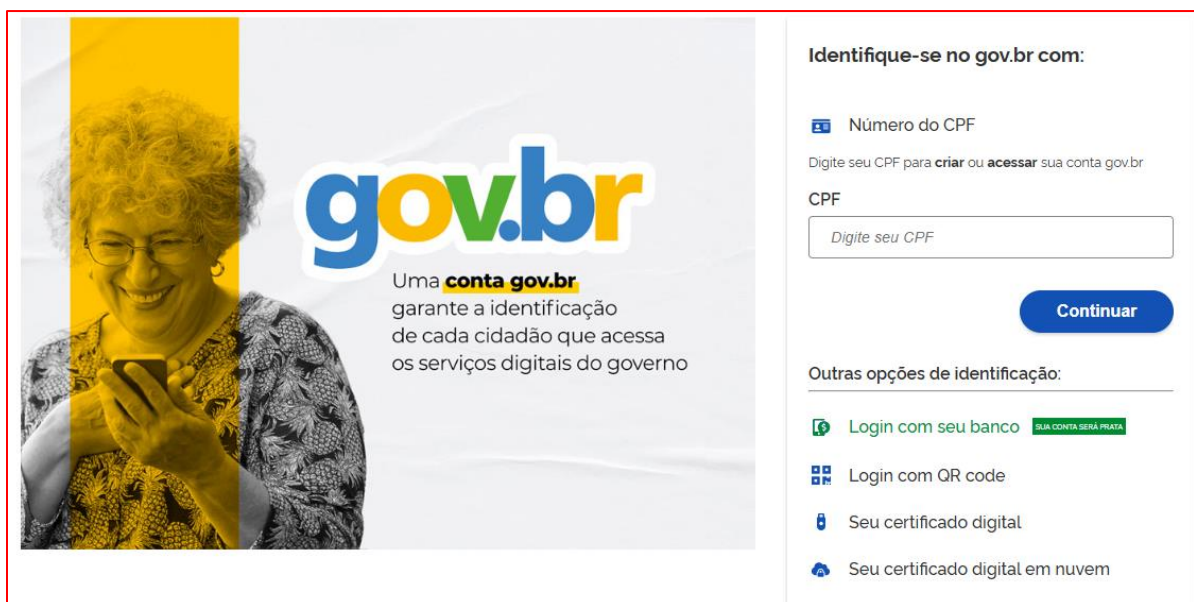 gov.br
Uma conta gov.br
garante a identificação
de cada cidadão que acessa
os serviços digitais do governo
Identifique-se no gov.br com:
Número do CPF
Digite seu CPF para criar ou acessar sua conta gov.br
CPF
Digite seu CPF
Continuar
Outras opções de identificação:
Login com seu banco SUA CONTA SERÁ PRATA
Login com QR code
Seu certificado digital
Seu certificado digital em nuvem